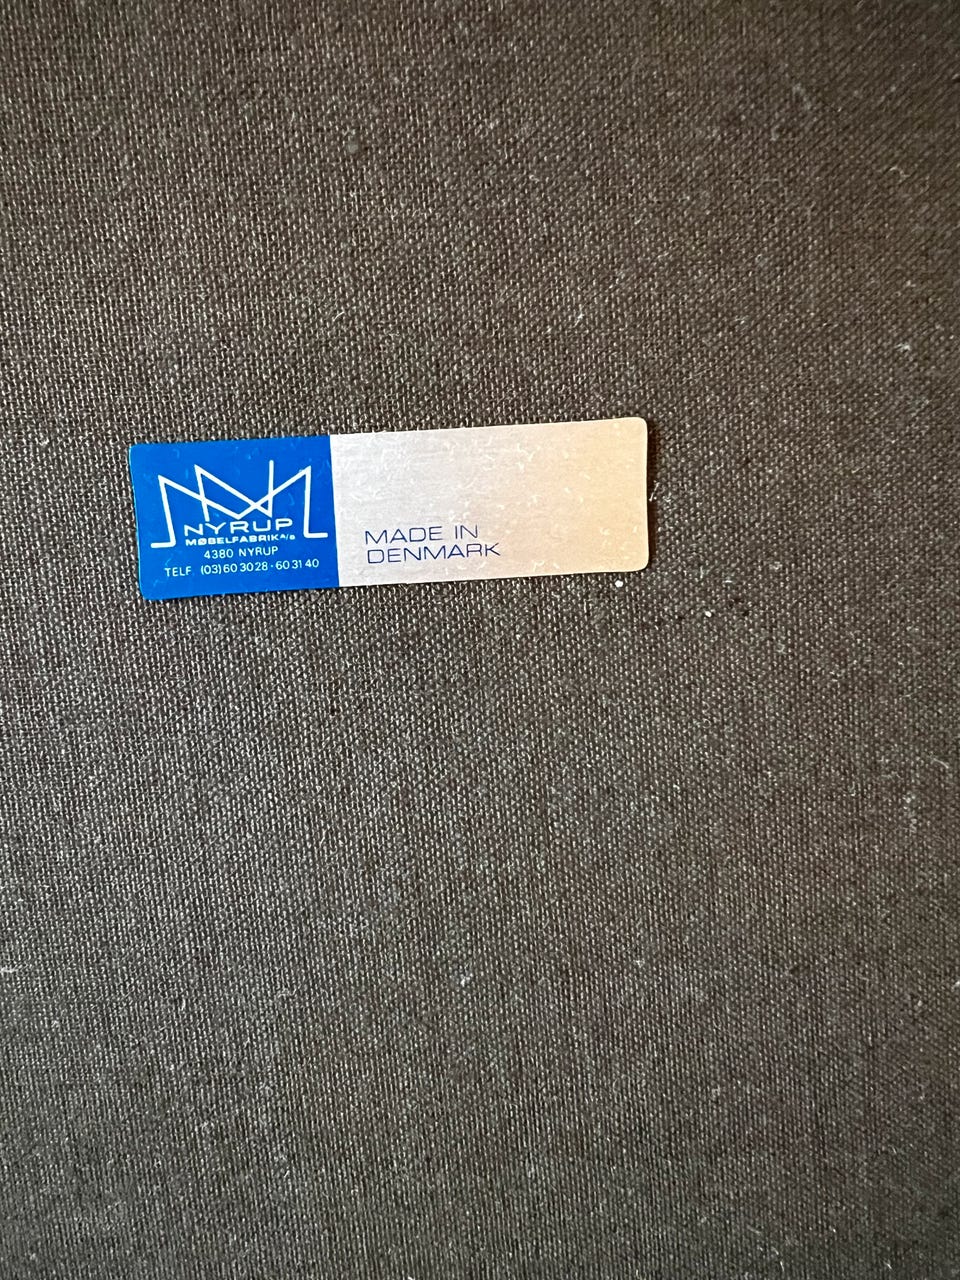 NYRUP
MØBELFABRIK A/S
4380 NYRUP
TELF. (03) 60 30 28 - 60 31 40
MADE IN
DENMARK